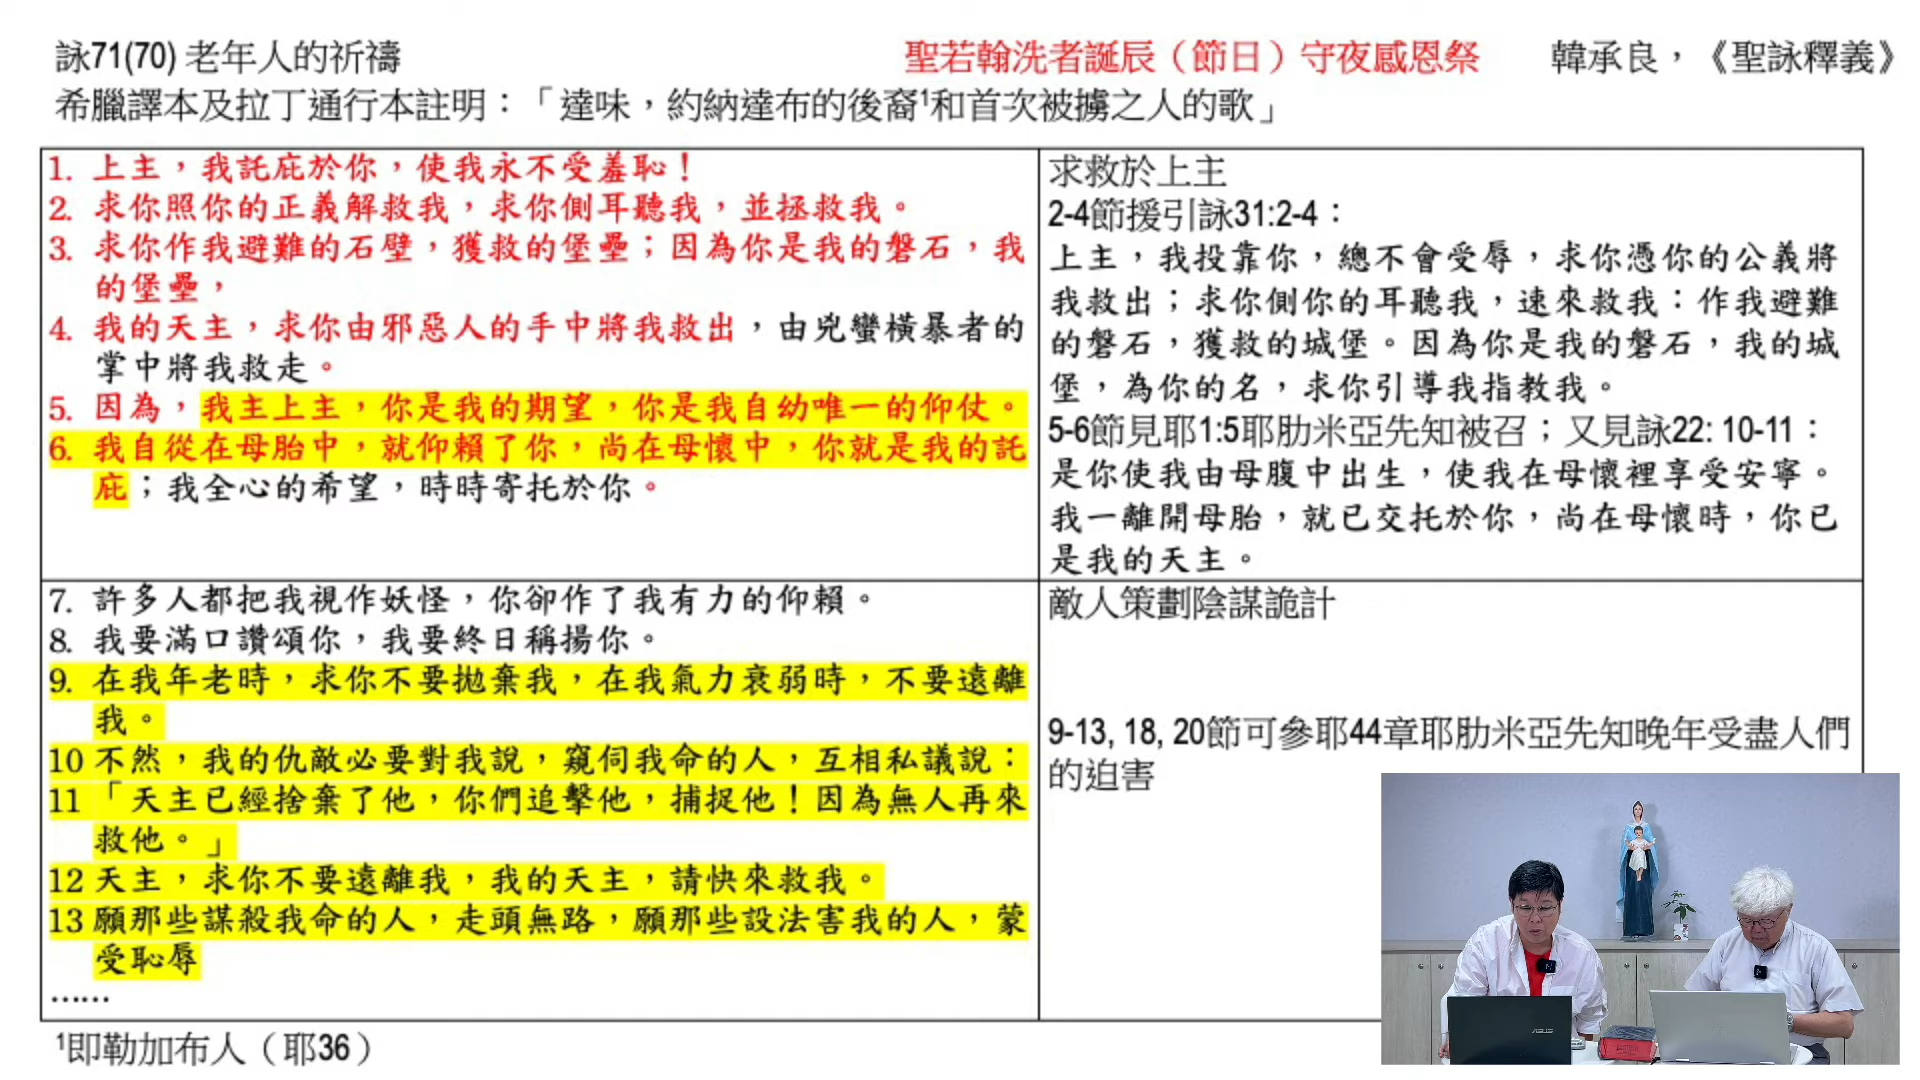 詠71(70) 老年人的祈禱 聖若翰洗者誕辰（節日）守夜感恩祭 韓承良，《聖詠釋義》
希臘譯本及拉丁通行本註明：「達味，約納達布的後裔¹和首次被擄之人的歌」
1. 上主，我託庇於你，使我永不受羞恥！
2. 求你照你的正義解救我，求你側耳聽我，並拯救我。
3. 求你作我避難的石壁，獲救的堡壘；因為你是我的磐石，我
的堡壘，
4. 我的天主，求你由邪惡人的手中將我救出，由兇蠻橫暴者的
掌中將我救走。
5. 因為，我主上主，你是我的期望，你是我自幼唯一的仰仗。
6. 我自從在母胎中，就仰賴了你，尚在母懷中，你就是我的託
庇；我全心的希望，時時寄托於你。
求救於上主
2-4節援引詠31:2-4：
上主，我投靠你，總不會受辱，求你憑你的公義將
我救出；求你側你的耳聽我，速來救我：作我避難
的磐石，獲救的城堡。因為你是我的磐石，我的城
堡，為你的名，求你引導我指教我。
5-6節見耶1:5耶肋米亞先知被召；又見詠22: 10-11：
是你使我由母腹中出生，使我在母懷裡享受安寧。
我一離開母胎，就已交托於你，尚在母懷時，你已
是我的天主。
7. 許多人都把我視作妖怪，你卻作了我有力的仰賴。
8. 我要滿口讚頌你，我要終日稱揚你。
9. 在我年老時，求你不要拋棄我，在我氣力衰弱時，不要遠離
我。
10 不然，我的仇敵必要對我說，窺伺我命的人，互相私議說：
11 「天主已經捨棄了他，你們追擊他，捕捉他！因為無人再來
救他。」
12 天主，求你不要遠離我，我的天主，請快來救我。
13 願那些謀殺我命的人，走頭無路，願那些設法害我的人，蒙
受恥辱
……
敵人策劃陰謀詭計
9-13, 18, 20節可參耶44章耶肋米亞先知晚年受盡人們
的迫害
¹即勒加布人（耶36）
ASUS